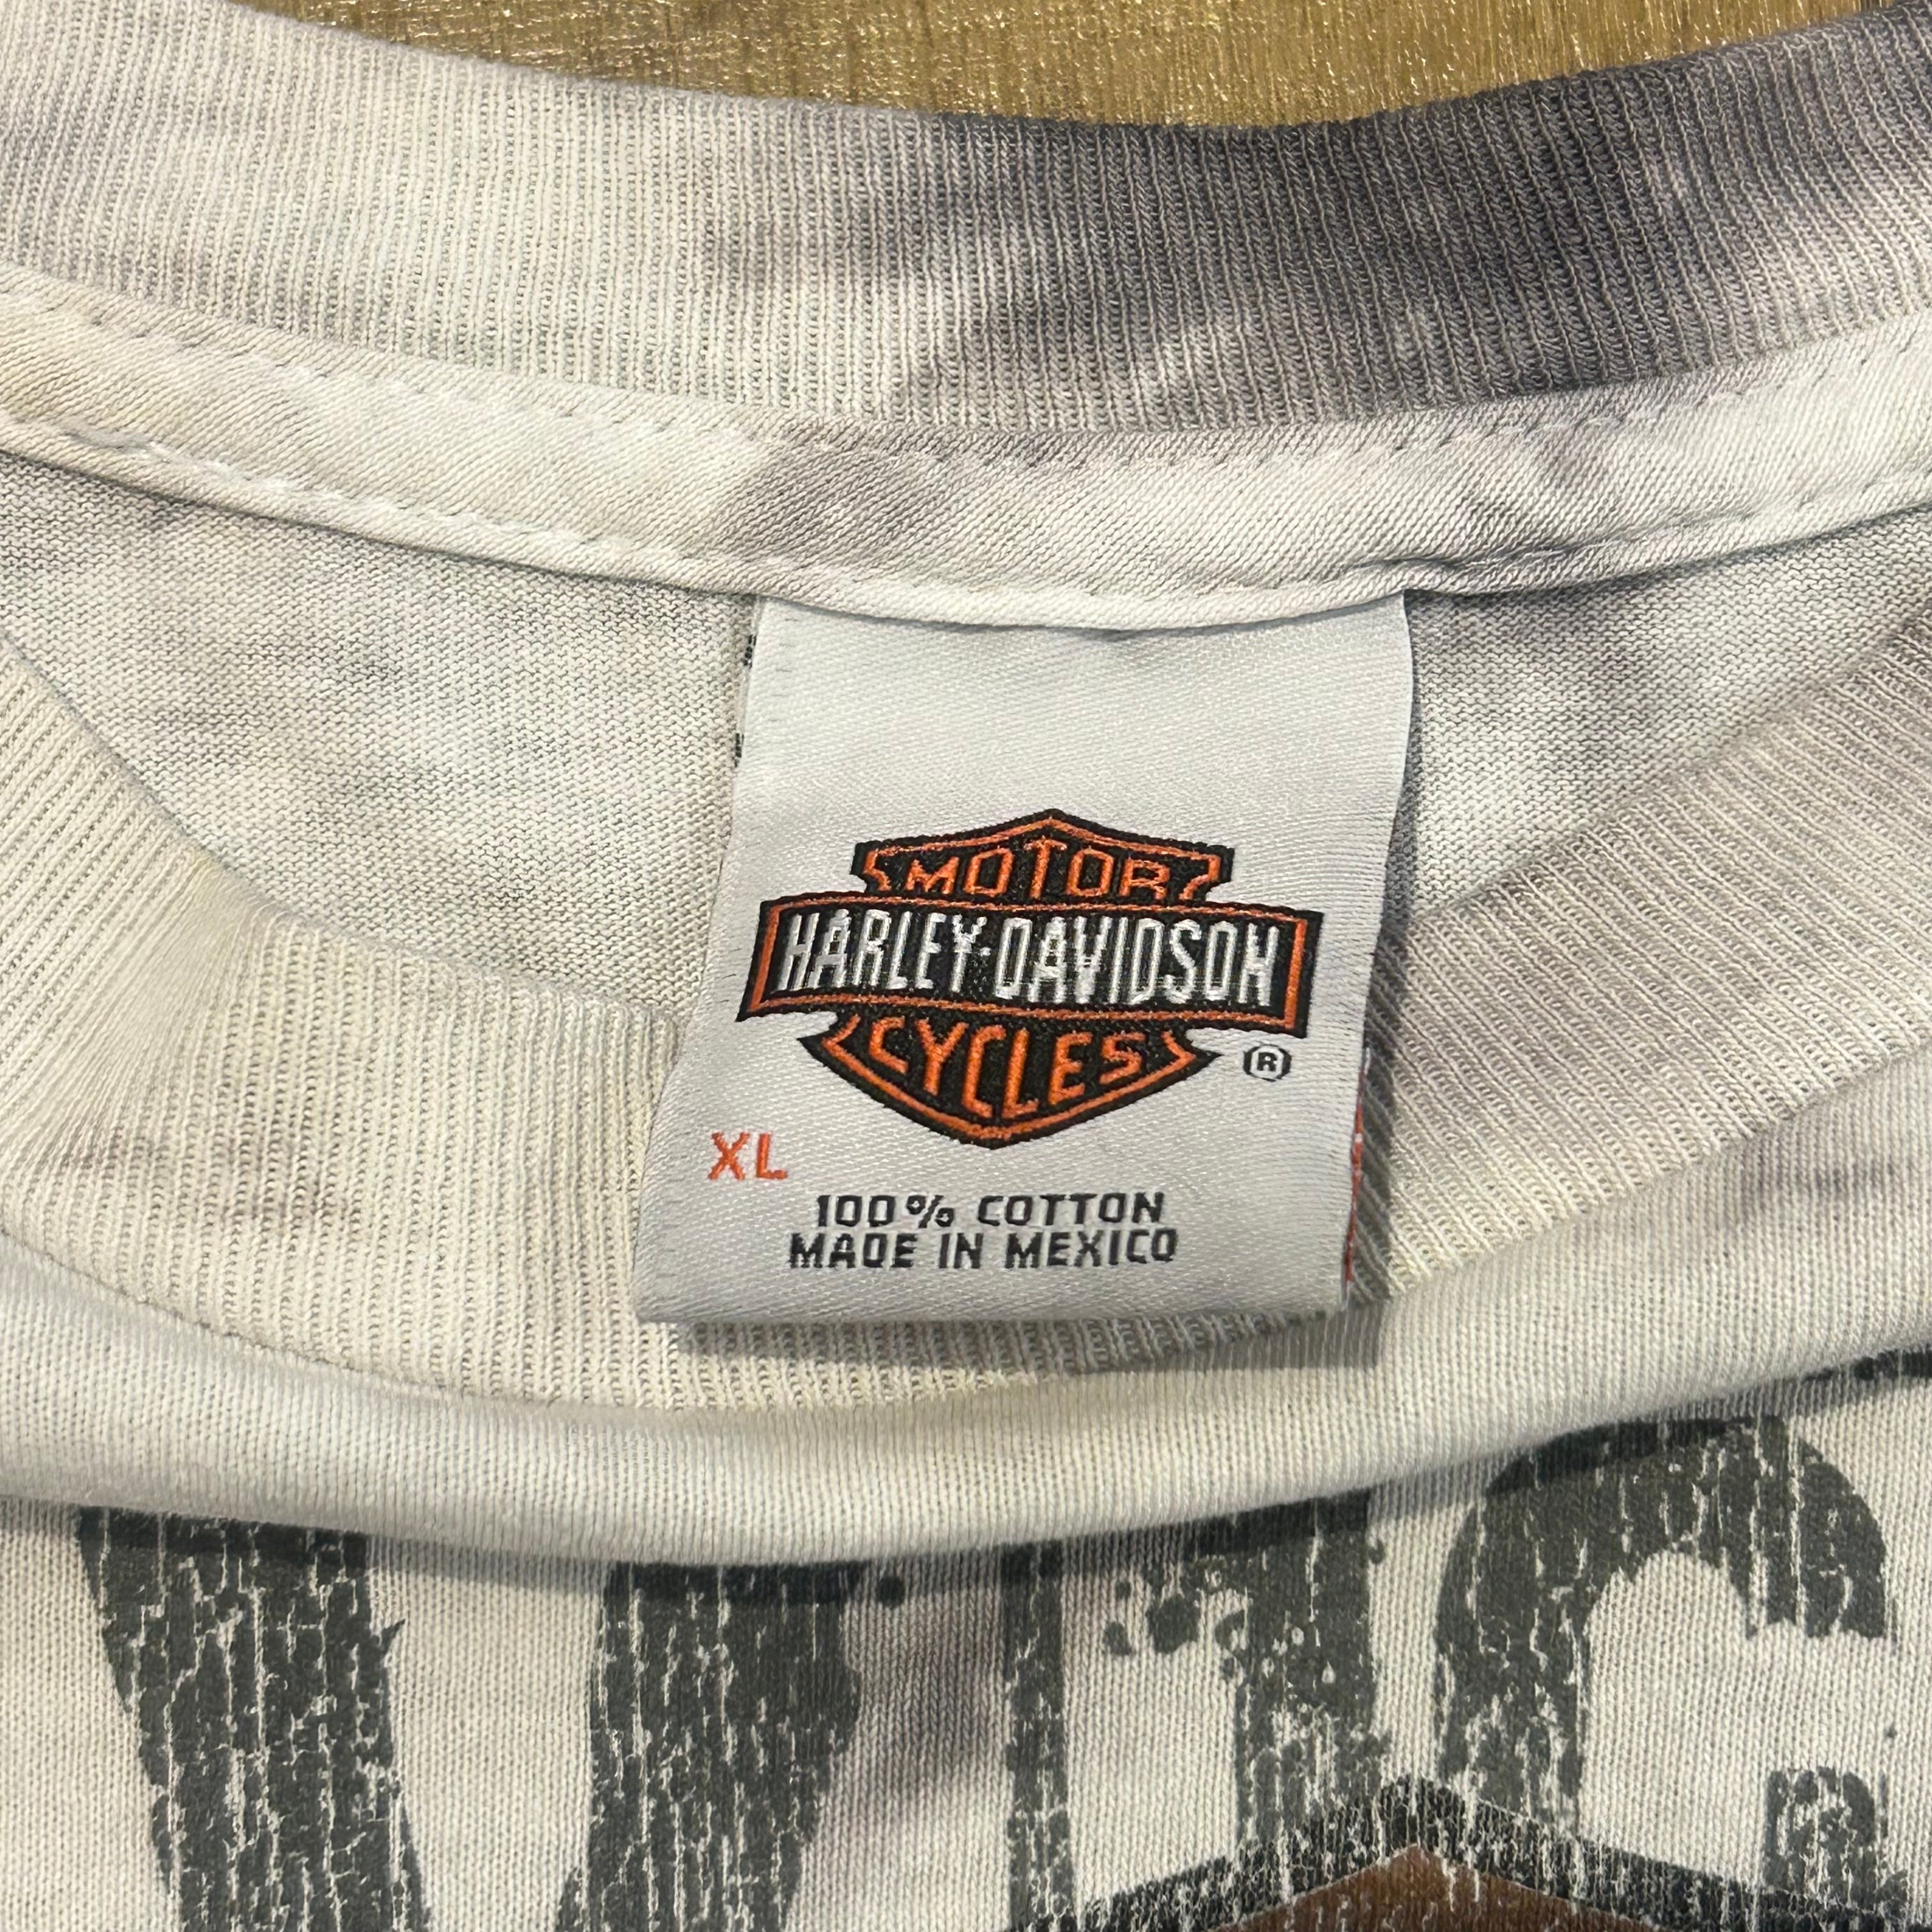 MOTOR
HARLEY-DAVIDSON
CYCLES
®
XL
100% COTTON
MADE IN MEXICO